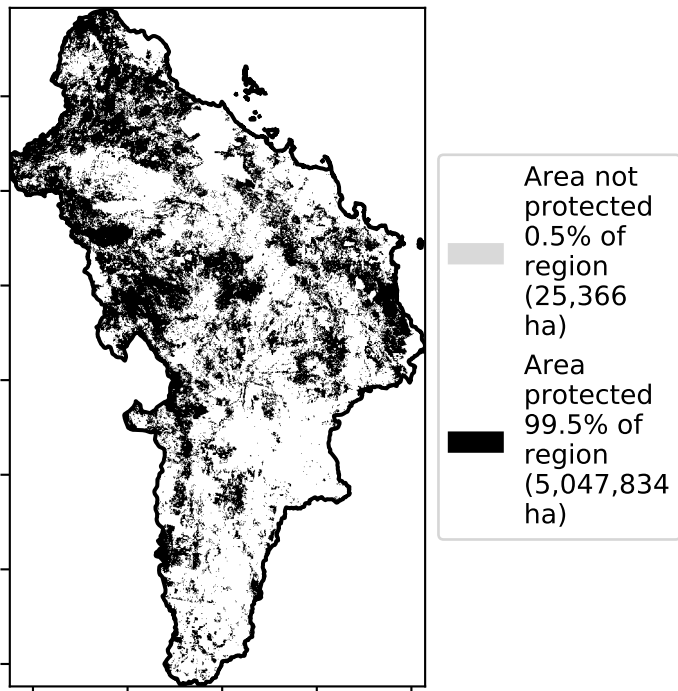 Area not
protected
0.5% of
region
(25,366
ha)
Area
protected
99.5% of
region
(5,047,834
ha)